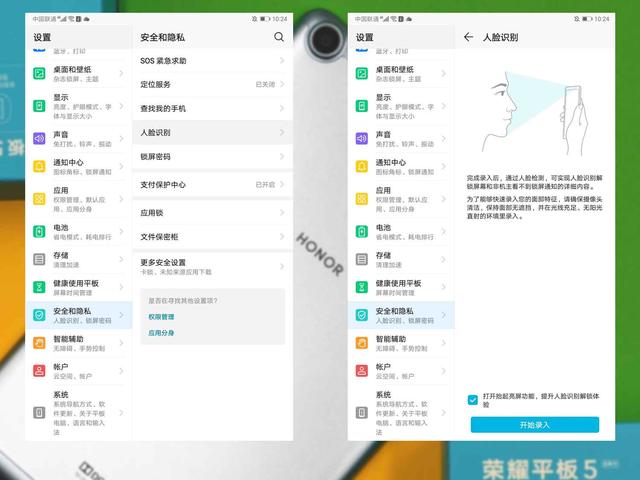 中国联通
10:24
设置
蓝牙、打印
桌面和壁纸
杂志锁屏、主题
显示
亮度、护眼模式、字
体与显示大小
声音
免打扰、铃声、振动
通知中心
图标角标、锁屏通知
应用
权限管理、默认应
用、应用分身
电池
省电模式、耗电排行
存储
清理加速
健康使用平板
屏幕时间管理
安全和隐私
人脸识别、锁屏密码
智能辅助
无障碍、手势控制
帐户
云空间、帐户
系统
系统导航方式、软
件更新、关于平板
电脑、语言和输入
法
安全和隐私
SOS 紧急求助
定位服务
已关闭
查找我的手机
人脸识别
锁屏密码
支付保护中心
已开启
应用锁
文件保密柜
更多安全设置
卡锁、未知来源应用下载
是否在寻找其他设置项？
权限管理
应用分身
中国联通
10:24
设置
蓝牙、打印
桌面和壁纸
杂志锁屏、主题
显示
亮度、护眼模式、字
体与显示大小
声音
免打扰、铃声、振动
通知中心
图标角标、锁屏通知
应用
权限管理、默认应
用、应用分身
电池
省电模式、耗电排行
存储
清理加速
健康使用平板
屏幕时间管理
安全和隐私
人脸识别、锁屏密码
智能辅助
无障碍、手势控制
帐户
云空间、帐户
系统
系统导航方式、软
件更新、关于平板
电脑、语言和输入
法
人脸识别
完成录入后，通过人脸检测，可实现人脸识别解
锁屏幕和非机主看不到锁屏通知的详细内容。
为了能够快速录入您的面部特征，请确保摄像头
清洁，保持面部无遮挡，并在光线充足、无阳光
直射的环境里录入。
打开抬起亮屏功能，提升人脸识别解锁体
验
开始录入
HONOR
荣耀平板5